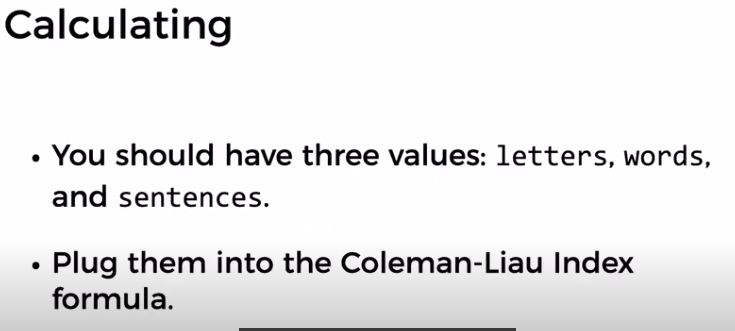 Calculating
• You should have three values: letters, words,
and sentences.
• Plug them into the Coleman-Liau Index
formula.